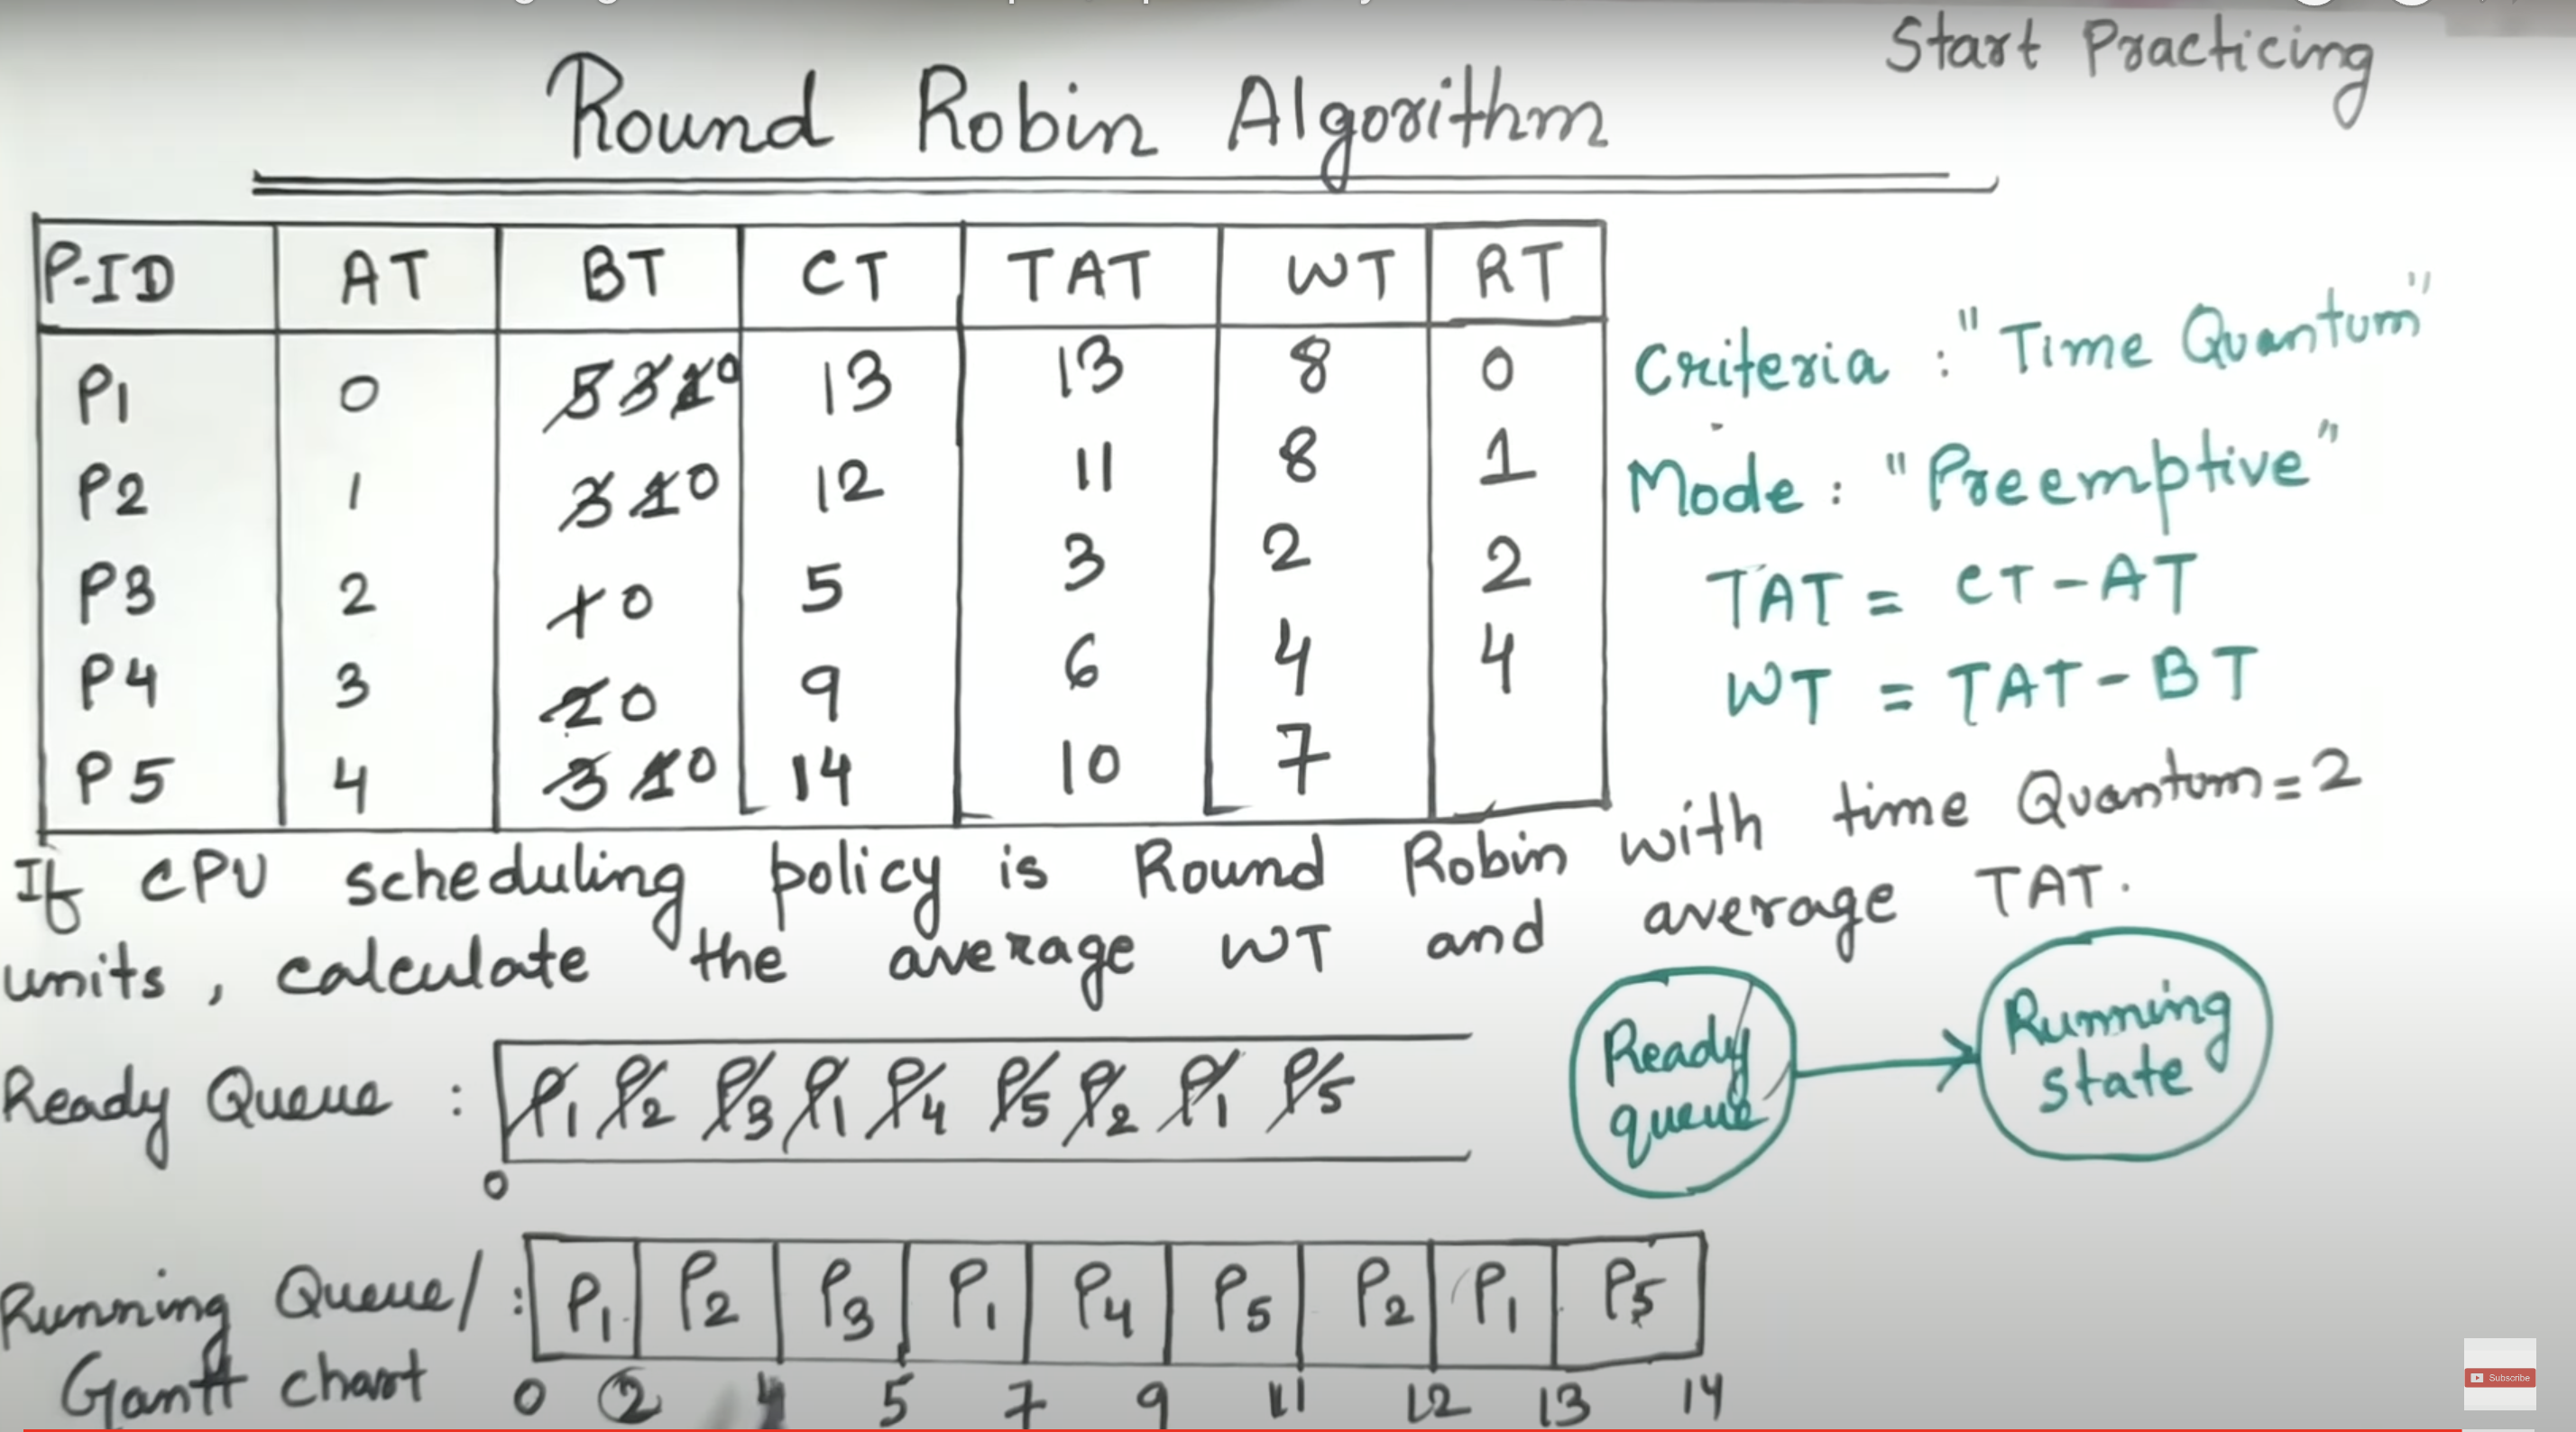 Start Practicing
Round Robin Algorithm
P-ID AT BT CT TAT WT RT
P1 0 5 3 1 0 13 13 8 0
P2 1 3 1 0 12 11 8 1
P3 2 1 0 5 3 2 2
P4 3 2 0 9 6 4 4
P5 4 3 1 0 14 10 7
Criteria : "Time Quantum"
Mode : "Preemptive"
TAT = CT - AT
WT = TAT - BT
If CPU scheduling policy is Round Robin with time Quantum = 2
units, calculate the average WT and average TAT.
Ready Queue : P1 P2 P3 P1 P4 P5 P2 P1 P5
0
Ready
queue
Running
state
Running Queue/ : P1 P2 P3 P1 P4 P5 P2 P1 P5
Gantt chart 0 2 4 5 7 9 11 12 13 14
Subscribe